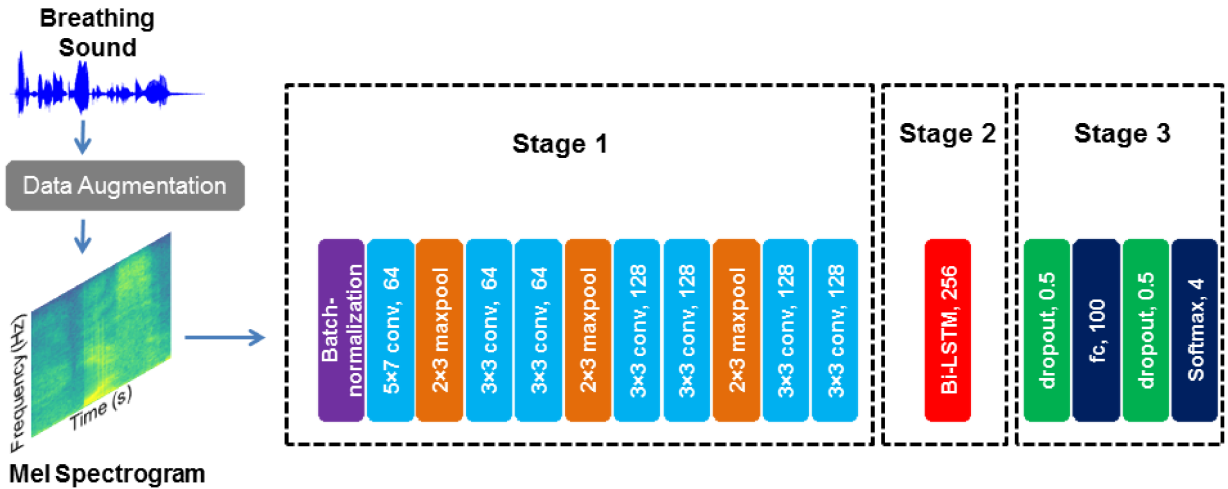 Breathing
Sound
Data Augmentation
Frequency (Hz)
Time (s)
Mel Spectrogram
Stage 1
Batch-
normalization
5×7 conv, 64
2×3 maxpool
3×3 conv, 64
3×3 conv, 64
2×3 maxpool
3×3 conv, 128
3×3 conv, 128
2×3 maxpool
3×3 conv, 128
3×3 conv, 128
Stage 2
Bi-LSTM, 256
Stage 3
dropout, 0.5
fc, 100
dropout, 0.5
Softmax, 4